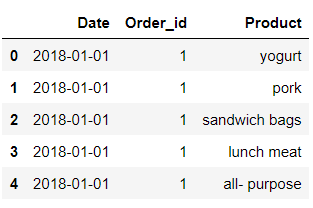 Date Order_id Product
0 2018-01-01 1 yogurt
1 2018-01-01 1 pork
2 2018-01-01 1 sandwich bags
3 2018-01-01 1 lunch meat
4 2018-01-01 1 all- purpose